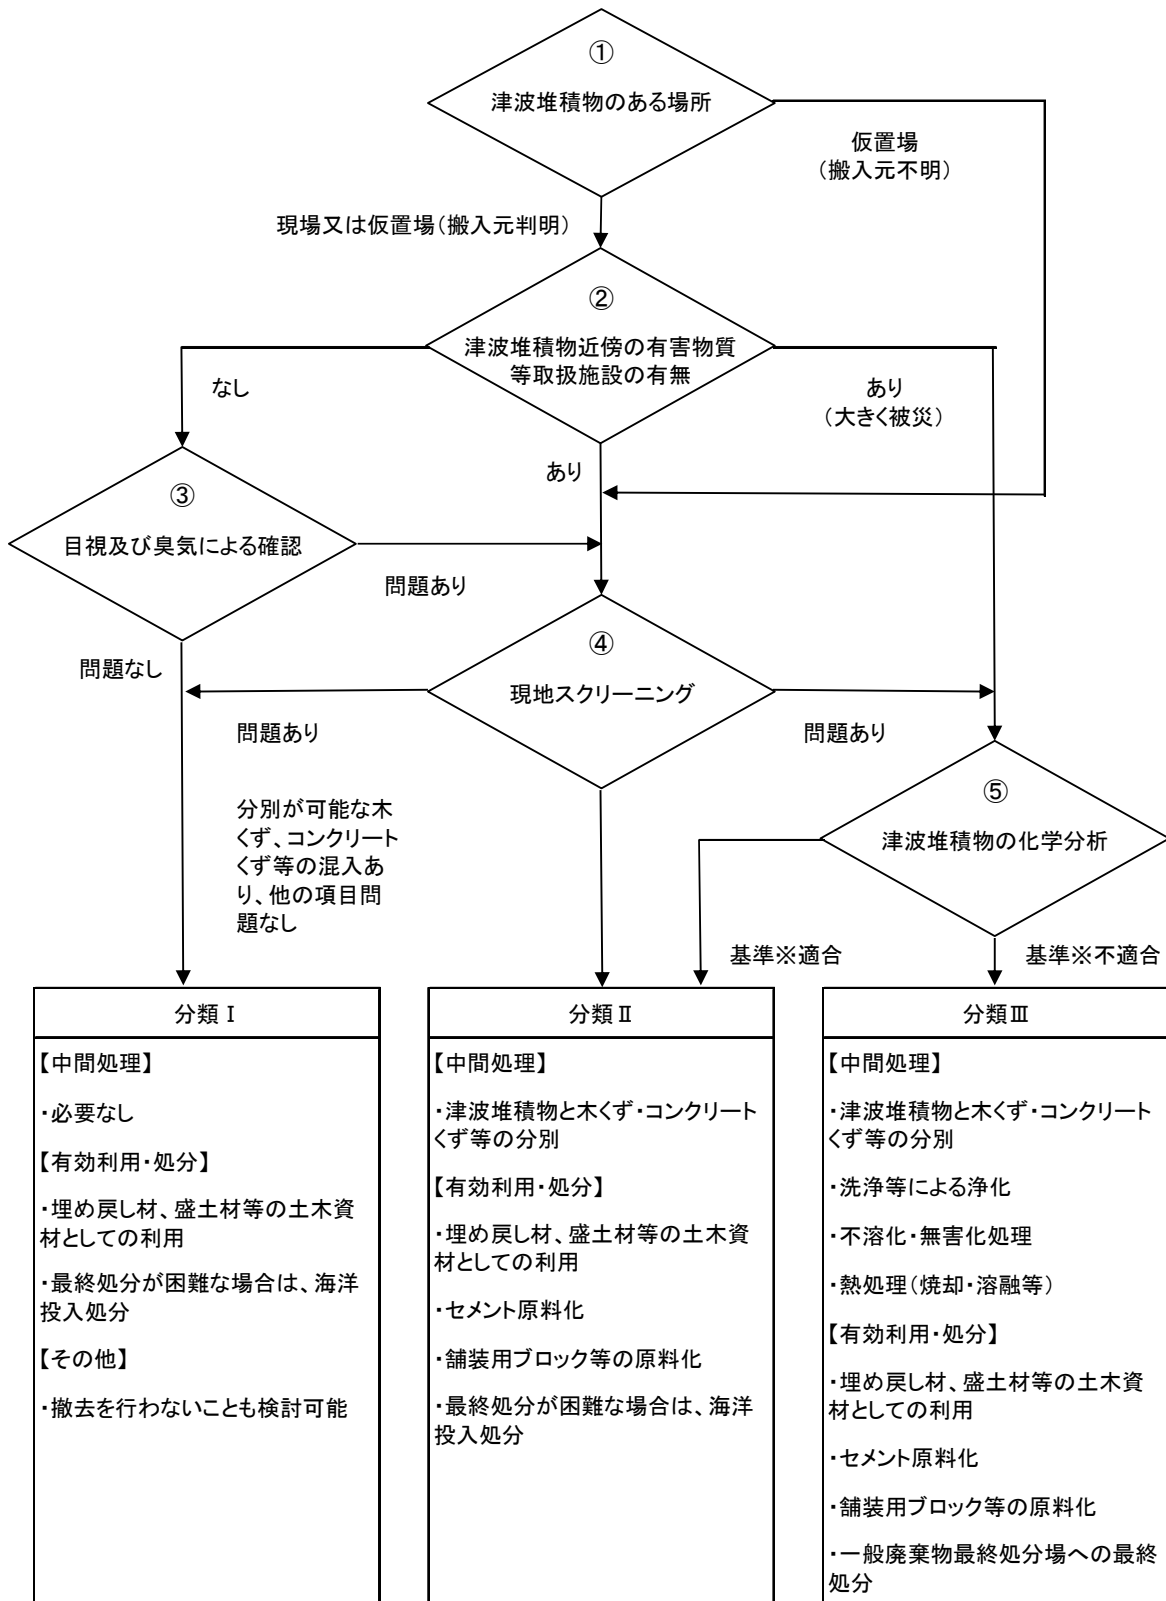 ①
津波堆積物のある場所
仮置場
（搬入元不明）
現場又は仮置場（搬入元判明）
②
津波堆積物近傍の有害物質
等取扱施設の有無
なし
あり
（大きく被災）
あり
③
目視及び臭気による確認
問題あり
④
現地スクリーニング
問題なし
問題あり
問題あり
⑤
津波堆積物の化学分析
分別が可能な木
くず、コンクリート
くず等の混入あ
り、他の項目問
題なし
基準※適合
基準※不適合
分類Ⅰ
【中間処理】
・必要なし
【有効利用・処分】
・埋め戻し材、盛土材等の土木資
材としての利用
・最終処分が困難な場合は、海洋
投入処分
【その他】
・撤去を行わないことも検討可能
分類Ⅱ
【中間処理】
・津波堆積物と木くず・コンクリート
くず等の分別
【有効利用・処分】
・埋め戻し材、盛土材等の土木資
材としての利用
・セメント原料化
・舗装用ブロック等の原料化
・最終処分が困難な場合は、海洋
投入処分
分類Ⅲ
【中間処理】
・津波堆積物と木くず・コンクリート
くず等の分別
・洗浄等による浄化
・不溶化・無害化処理
・熱処理（焼却・溶融等）
【有効利用・処分】
・埋め戻し材、盛土材等の土木資
材としての利用
・セメント原料化
・舗装用ブロック等の原料化
・一般廃棄物最終処分場への最終
処分